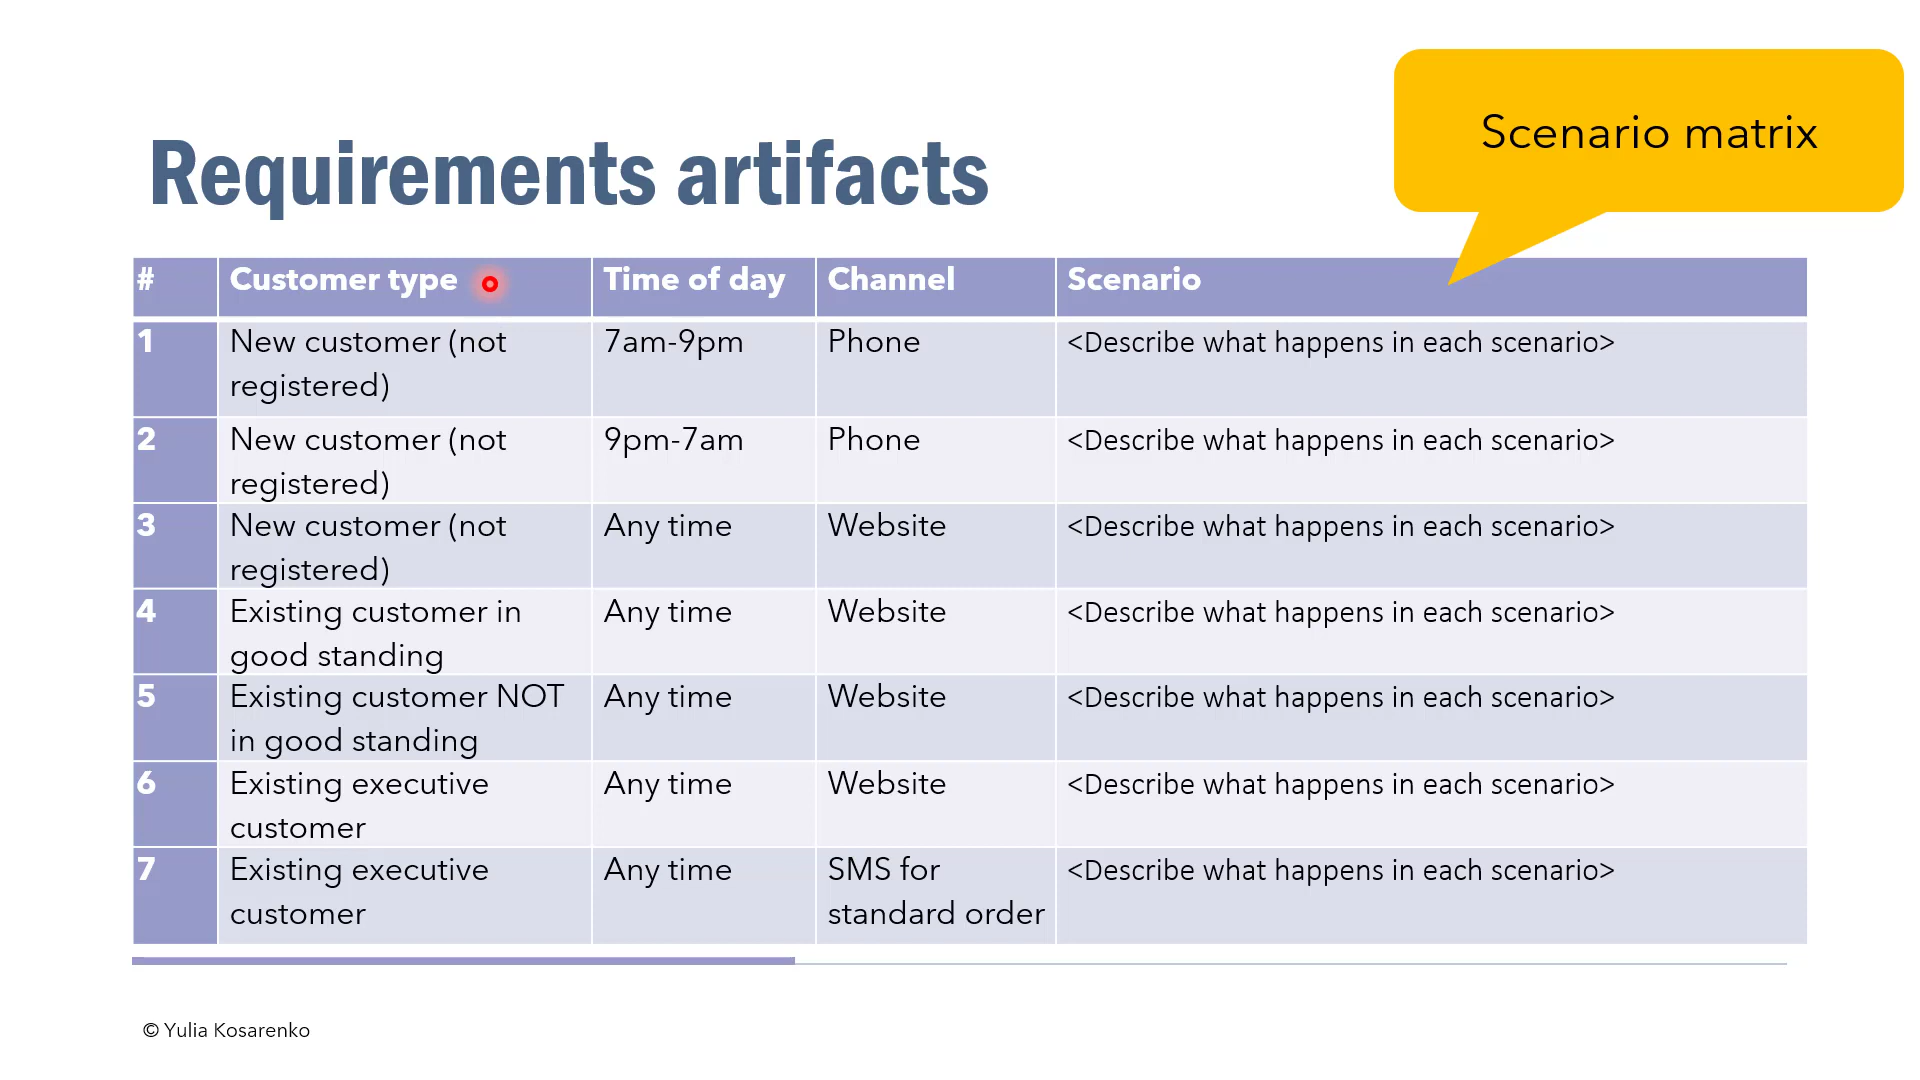 Scenario matrix
Requirements artifacts
# Customer type Time of day Channel Scenario
1 New customer (not 7am-9pm Phone <Describe what happens in each scenario>
registered)
2 New customer (not 9pm-7am Phone <Describe what happens in each scenario>
registered)
3 New customer (not Any time Website <Describe what happens in each scenario>
registered)
4 Existing customer in Any time Website <Describe what happens in each scenario>
good standing
5 Existing customer NOT Any time Website <Describe what happens in each scenario>
in good standing
6 Existing executive Any time Website <Describe what happens in each scenario>
customer
7 Existing executive Any time SMS for <Describe what happens in each scenario>
customer standard order
© Yulia Kosarenko